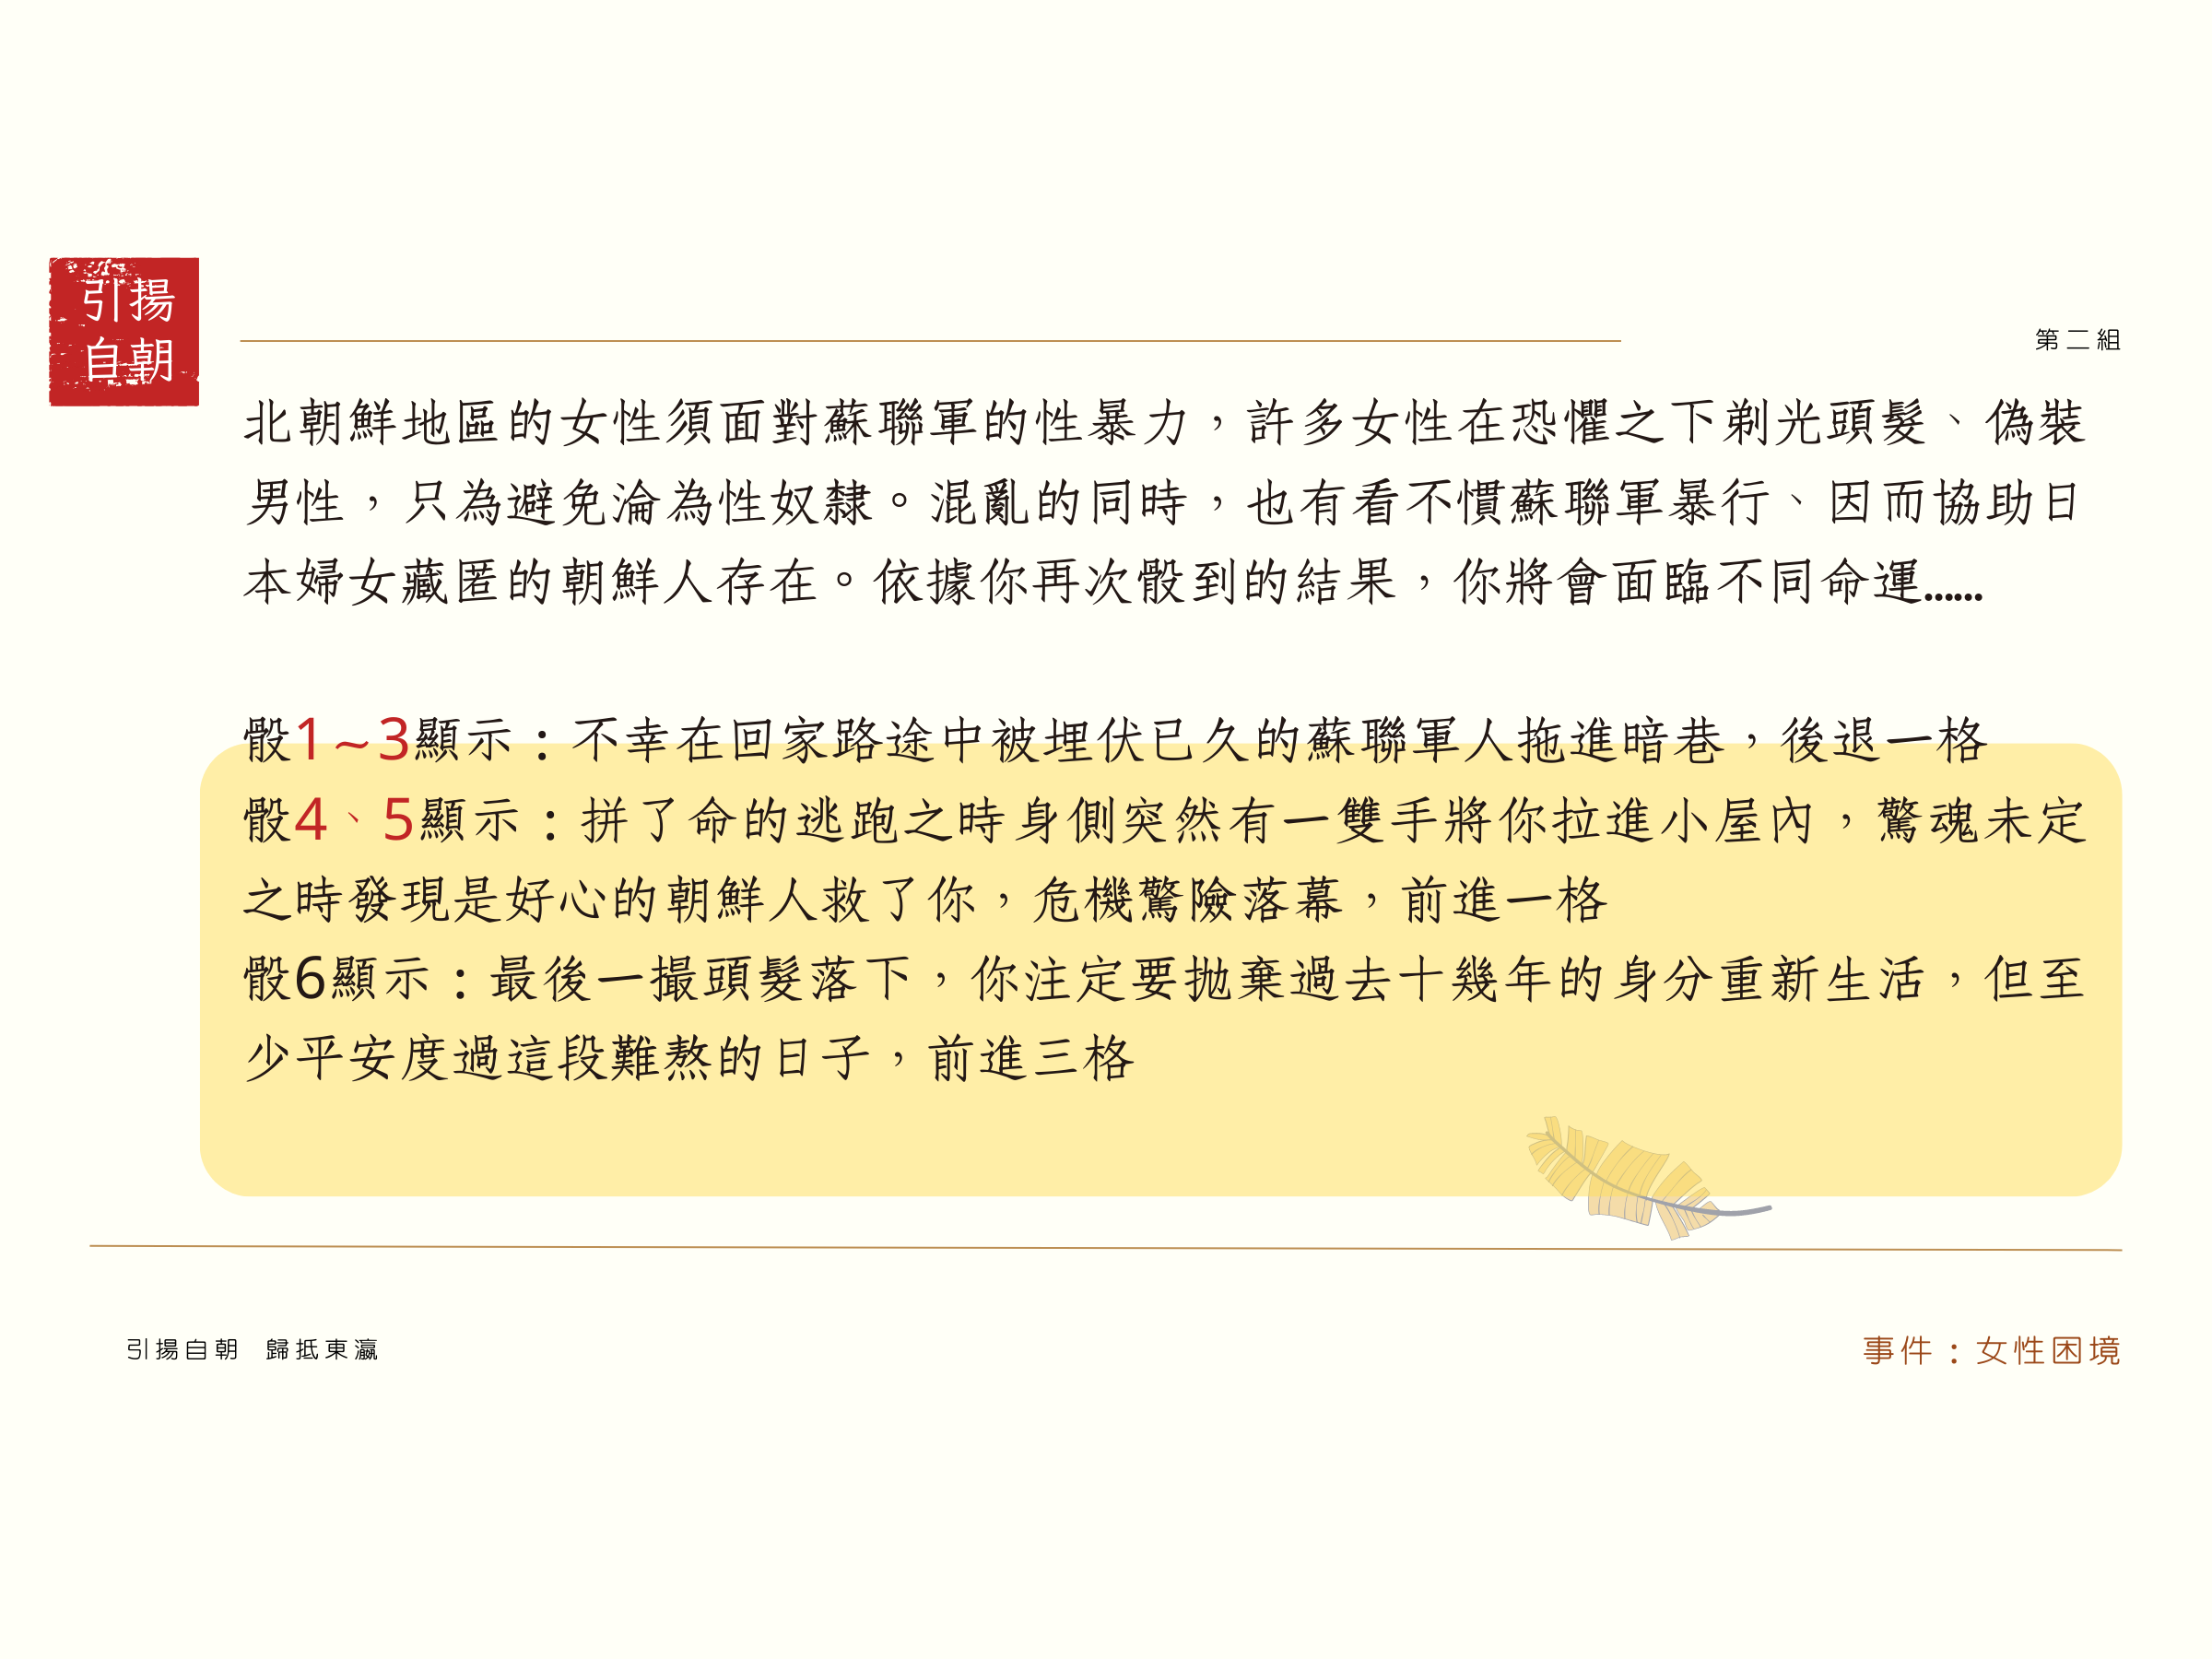 引揚
自朝
第二組
北朝鮮地區的女性須面對蘇聯軍的性暴力，許多女性在恐懼之下剃光頭髮、偽裝
男性，只為避免淪為性奴隸。混亂的同時，也有看不慣蘇聯軍暴行、因而協助日
本婦女藏匿的朝鮮人存在。依據你再次骰到的結果，你將會面臨不同命運......
骰1~3顯示：不幸在回家路途中被埋伏已久的蘇聯軍人拖進暗巷，後退一格
骰4、5顯示：拼了命的逃跑之時身側突然有一雙手將你拉進小屋內，驚魂未定
之時發現是好心的朝鮮人救了你，危機驚險落幕，前進一格
骰6顯示：最後一撮頭髮落下，你注定要拋棄過去十幾年的身分重新生活，但至
少平安度過這段難熬的日子，前進三格
引揚自朝 歸抵東瀛
事件：女性困境